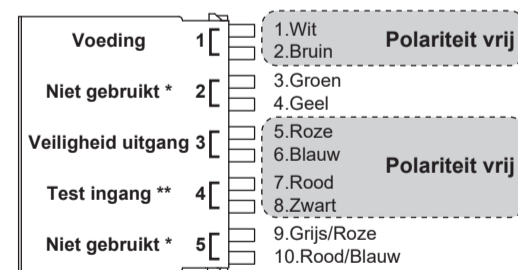 Voeding 1 1.Wit Polariteit vrij
2.Bruin
Niet gebruikt * 2 3.Groen
4.Geel
Veiligheid uitgang 3 5.Roze
6.Blauw
Polariteit vrij
Test ingang ** 4 7.Rood
8.Zwart
Niet gebruikt * 5 9.Grijs/Roze
10.Rood/Blauw